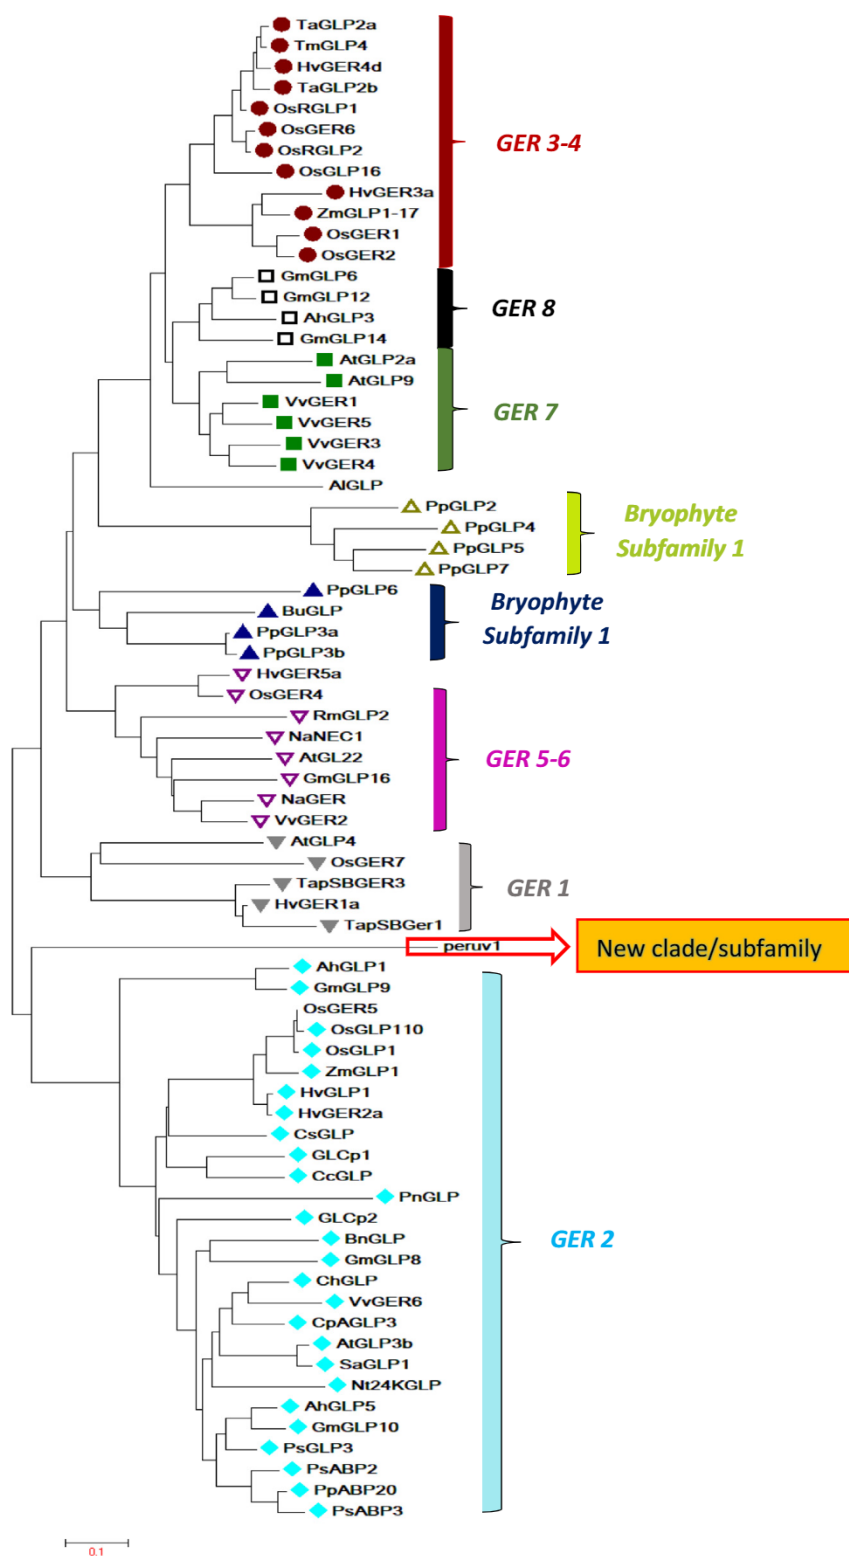 TaGLP2a
TmGLP4
HvGER4d
TaGLP2b
OsRGLP1
OsGER6
OsRGLP2
OsGLP16
HvGER3a
ZmGLP1-17
OsGER1
OsGER2
GER 3-4
GmGLP6
GmGLP12
AhGLP3
GmGLP14
GER 8
AtGLP2a
AtGLP9
VvGER1
VvGER5
VvGER3
VvGER4
GER 7
AlGLP
PpGLP2
PpGLP4
PpGLP5
PpGLP7
Bryophyte
Subfamily 1
PpGLP6
BuGLP
PpGLP3a
PpGLP3b
Bryophyte
Subfamily 1
HvGER5a
OsGER4
RmGLP2
NaNEC1
AtGL22
GmGLP16
NaGER
VvGER2
GER 5-6
AtGLP4
OsGER7
TapSBGER3
HvGER1a
TapSBGer1
GER 1
peruv1
New clade/subfamily
AhGLP1
GmGLP9
OsGER5
OsGLP110
OsGLP1
ZmGLP1
HvGLP1
HvGER2a
CsGLP
GLCp1
CcGLP
PnGLP
GLCp2
BnGLP
GmGLP8
ChGLP
VvGER6
CpAGLP3
AtGLP3b
SaGLP1
Nt24KGLP
AhGLP5
GmGLP10
PsGLP3
PsABP2
PpABP20
PsABP3
GER 2
0.1